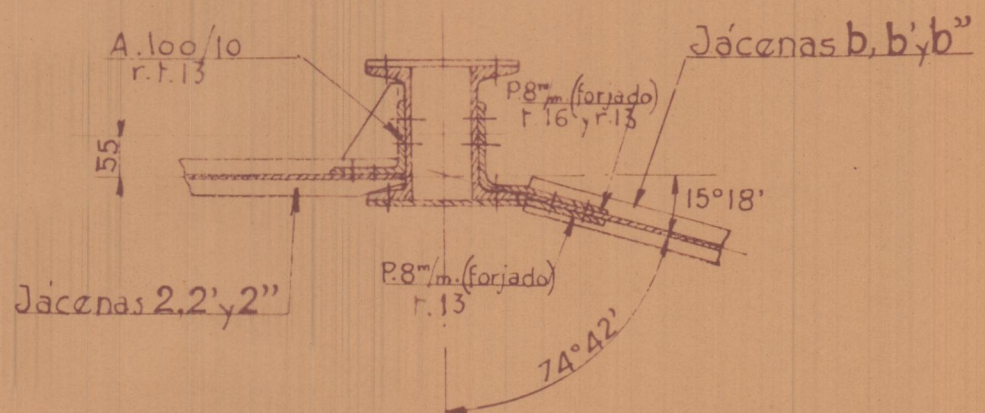 A.100/10
r.t.13
Jácenas b, b' y b"
P.8m/m.(forjado)
r.16 y r.13
55
15°18'
P.8m/m.(forjado)
r.13
Jácenas 2,2' y 2"
74°42'